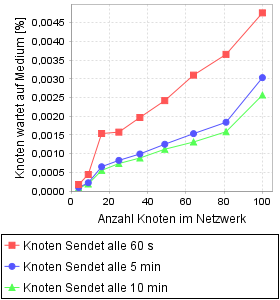 Knoten wartet auf Medium [%]
0,0045
0,0040
0,0035
0,0030
0,0025
0,0020
0,0015
0,0010
0,0005
0,0000
0 20 40 60 80 100
Anzahl Knoten im Netzwerk
Knoten Sendet alle 60 s
Knoten Sendet alle 5 min
Knoten Sendet alle 10 min